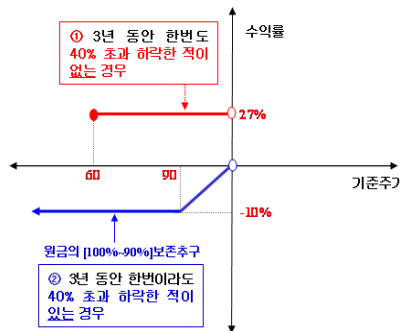 수익률
① 3년 동안 한번도
40% 초과 하락한 적이
없는 경우
27%
60
90
기준주가
-10%
원금의 [100%~90%]보존추구
② 3년 동안 한번이라도
40% 초과 하락한 적이
있는 경우